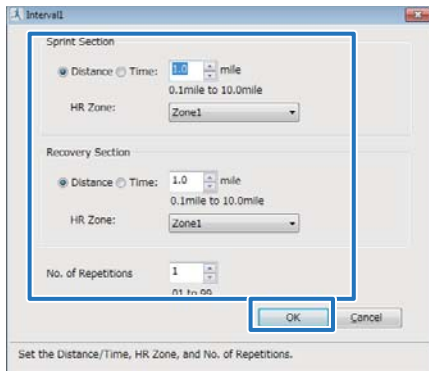 Interval1
Sprint Section
Distance Time: 1.0 mile
0.1mile to 10.0mile
HR Zone: Zone1
Recovery Section
Distance Time: 1.0 mile
0.1mile to 10.0mile
HR Zone: Zone1
No. of Repetitions 1
01 to 99
OK Cancel
Set the Distance/Time, HR Zone, and No. of Repetitions.